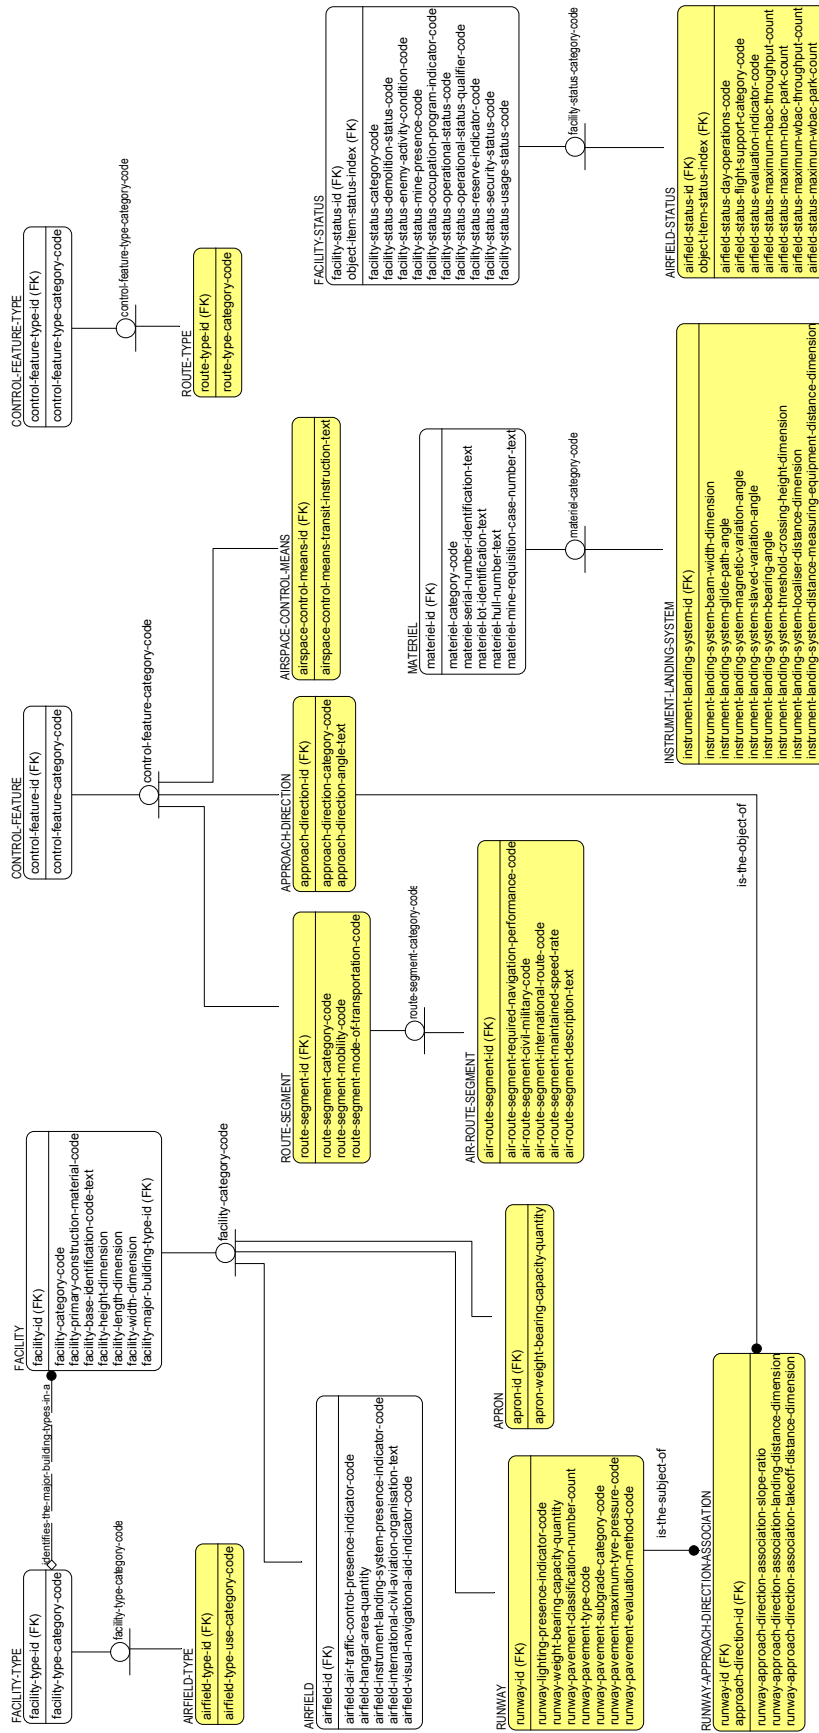 FACILITY-TYPE
facility-type-id (FK)
facility-type-category-code
facility-type-category-code
AIRFIELD-TYPE
airfield-type-id (FK)
airfield-type-use-category-code
identifies-the-major-building-types-in-a
FACILITY
facility-id (FK)
facility-category-code
facility-primary-construction-material-code
facility-base-identification-code-text
facility-height-dimension
facility-length-dimension
facility-width-dimension
facility-major-building-type-id (FK)
facility-category-code
AIRFIELD
airfield-id (FK)
airfield-air-traffic-control-presence-indicator-code
airfield-hangar-area-quantity
airfield-instrument-landing-system-presence-indicator-code
airfield-international-civil-aviation-organisation-text
airfield-visual-navigational-aid-indicator-code
APRON
apron-id (FK)
apron-weight-bearing-capacity-quantity
RUNWAY
runway-id (FK)
runway-lighting-presence-indicator-code
runway-weight-bearing-capacity-quantity
runway-pavement-classification-number-count
runway-pavement-type-code
runway-pavement-subgrade-category-code
runway-pavement-maximum-tyre-pressure-code
runway-pavement-evaluation-method-code
is-the-subject-of
RUNWAY-APPROACH-DIRECTION-ASSOCIATION
runway-id (FK)
approach-direction-id (FK)
runway-approach-direction-association-slope-ratio
runway-approach-direction-association-landing-distance-dimension
runway-approach-direction-association-takeoff-distance-dimension
CONTROL-FEATURE
control-feature-id (FK)
control-feature-category-code
control-feature-category-code
ROUTE-SEGMENT
route-segment-id (FK)
route-segment-category-code
route-segment-mobility-code
route-segment-mode-of-transportation-code
route-segment-category-code
AIR-ROUTE-SEGMENT
air-route-segment-id (FK)
air-route-segment-required-navigation-performance-code
air-route-segment-civil-military-code
air-route-segment-international-route-code
air-route-segment-maintained-speed-rate
air-route-segment-description-text
APPROACH-DIRECTION
approach-direction-id (FK)
approach-direction-category-code
approach-direction-angle-text
is-the-object-of
AIRSPACE-CONTROL-MEANS
airspace-control-means-id (FK)
airspace-control-means-transit-instruction-text
CONTROL-FEATURE-TYPE
control-feature-type-id (FK)
control-feature-type-category-code
control-feature-type-category-code
ROUTE-TYPE
route-type-id (FK)
route-type-category-code
MATERIEL
materiel-id (FK)
materiel-category-code
materiel-serial-number-identification-text
materiel-lot-identification-text
materiel-hull-number-text
materiel-mine-requisition-case-number-text
materiel-category-code
INSTRUMENT-LANDING-SYSTEM
instrument-landing-system-id (FK)
instrument-landing-system-beam-width-dimension
instrument-landing-system-glide-path-angle
instrument-landing-system-magnetic-variation-angle
instrument-landing-system-slaved-variation-angle
instrument-landing-system-bearing-angle
instrument-landing-system-threshold-crossing-height-dimension
instrument-landing-system-localiser-distance-dimension
instrument-landing-system-distance-measuring-equipment-distance-dimension
FACILITY-STATUS
facility-status-id (FK)
object-item-status-index (FK)
facility-status-category-code
facility-status-demolition-status-code
facility-status-enemy-activity-condition-code
facility-status-mine-presence-code
facility-status-occupation-program-indicator-code
facility-status-operational-status-code
facility-status-operational-status-qualifier-code
facility-status-reserve-indicator-code
facility-status-security-status-code
facility-status-usage-status-code
facility-status-category-code
AIRFIELD-STATUS
airfield-status-id (FK)
object-item-status-index (FK)
airfield-status-day-operations-code
airfield-status-flight-support-category-code
airfield-status-evaluation-indicator-code
airfield-status-maximum-nbac-throughput-count
airfield-status-maximum-nbac-park-count
airfield-status-maximum-wbac-throughput-count
airfield-status-maximum-wbac-park-count